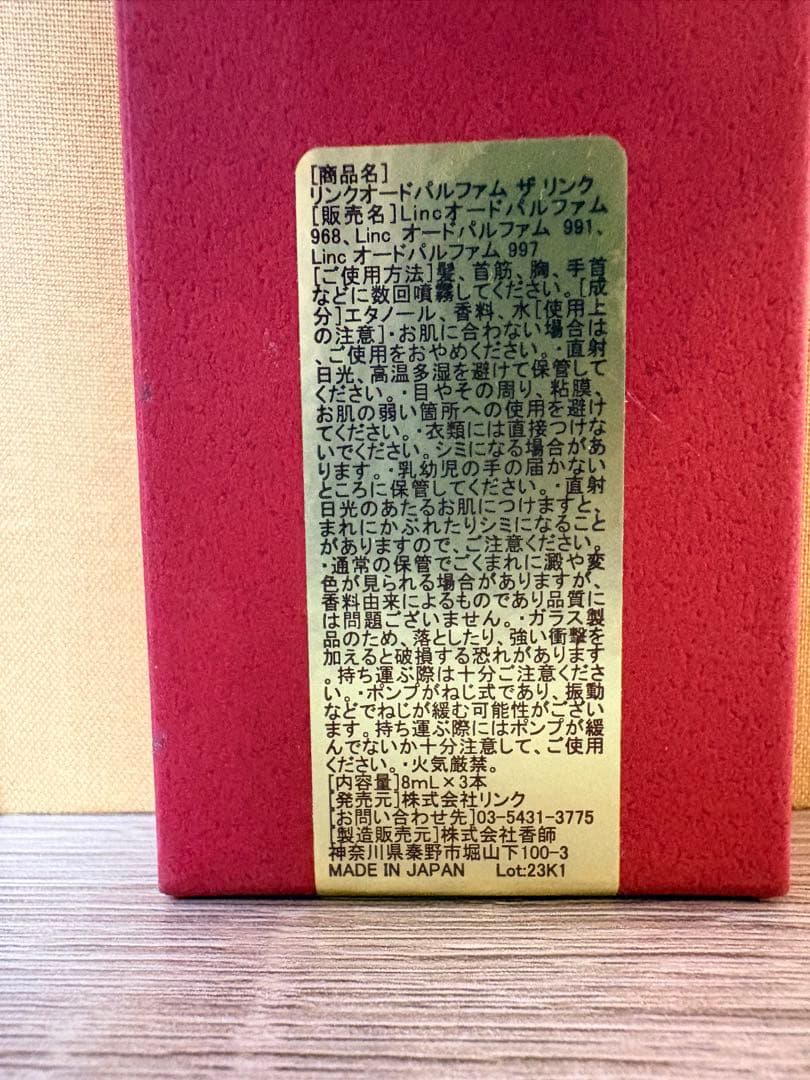 [商品名]
リンクオードパルファム ザ リンク
[販売名]Lincオードパルファム
968、Linc オードパルファム 991、
Linc オードパルファム 997
[ご使用方法]髪、首筋、胸、手首
などに数回噴霧してください。[成
分]エタノール、香料、水[使用上
の注意]・お肌に合わない場合は
、ご使用をおやめください。・直射
日光、高温多湿を避けて保管して
ください。・目やその周り、粘膜、
お肌の弱い箇所への使用を避け
てください。・衣類には直接つけな
いでください。シミになる場合があ
ります。・乳幼児の手の届かない
ところに保管してください。・直射
日光のあたるお肌につけますと、
まれにかぶれたりシミになること
がありますので、ご注意ください。
・通常の保管でごくまれに澱や変
色が見られる場合がありますが、
香料由来によるものであり品質に
は問題ございません。・ガラス製
品のため、落としたり、強い衝撃を
加えると破損する恐れがあります
。持ち運ぶ際は十分ご注意くださ
い。・ポンプがねじ式であり、振動
などでねじが緩む可能性がござい
ます。持ち運ぶ際にはポンプが緩
んでないか十分注意して、ご使用
ください。・火気厳禁。
[内容量]8mL×3本
[発売元]株式会社リンク
[お問い合わせ先]03-5431-3775
[製造販売元]株式会社香師
神奈川県秦野市堀山下100-3
MADE IN JAPAN Lot:23K1